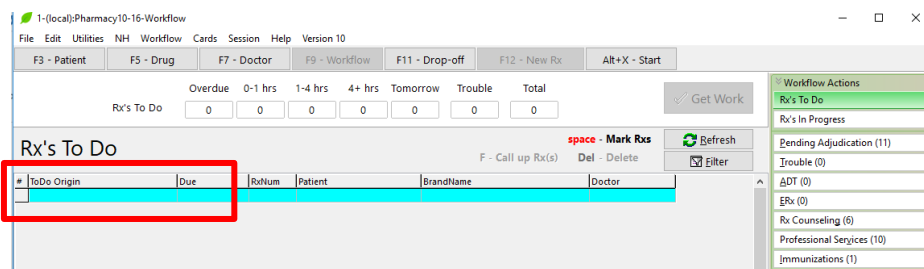 1-(local):Pharmacy10-16-Workflow
File Edit Utilities NH Workflow Cards Session Help Version 10
F3 - Patient F5 - Drug F7 - Doctor F9 - Workflow F11 - Drop-off F12 - New Rx Alt+X - Start
Overdue 0-1 hrs 1-4 hrs 4+ hrs Tomorrow Trouble Total
Rx's To Do 0 0 0 0 0 0 0
Get Work
Rx's To Do
space - Mark Rxs
F - Call up Rx(s) Del - Delete
Refresh
Filter
# ToDo Origin Due RxNum Patient BrandName Doctor
Workflow Actions
Rx's To Do
Rx's In Progress
Pending Adjudication (11)
Trouble (0)
ADT (0)
ERx (0)
Rx Counseling (6)
Professional Services (10)
Immunizations (1)